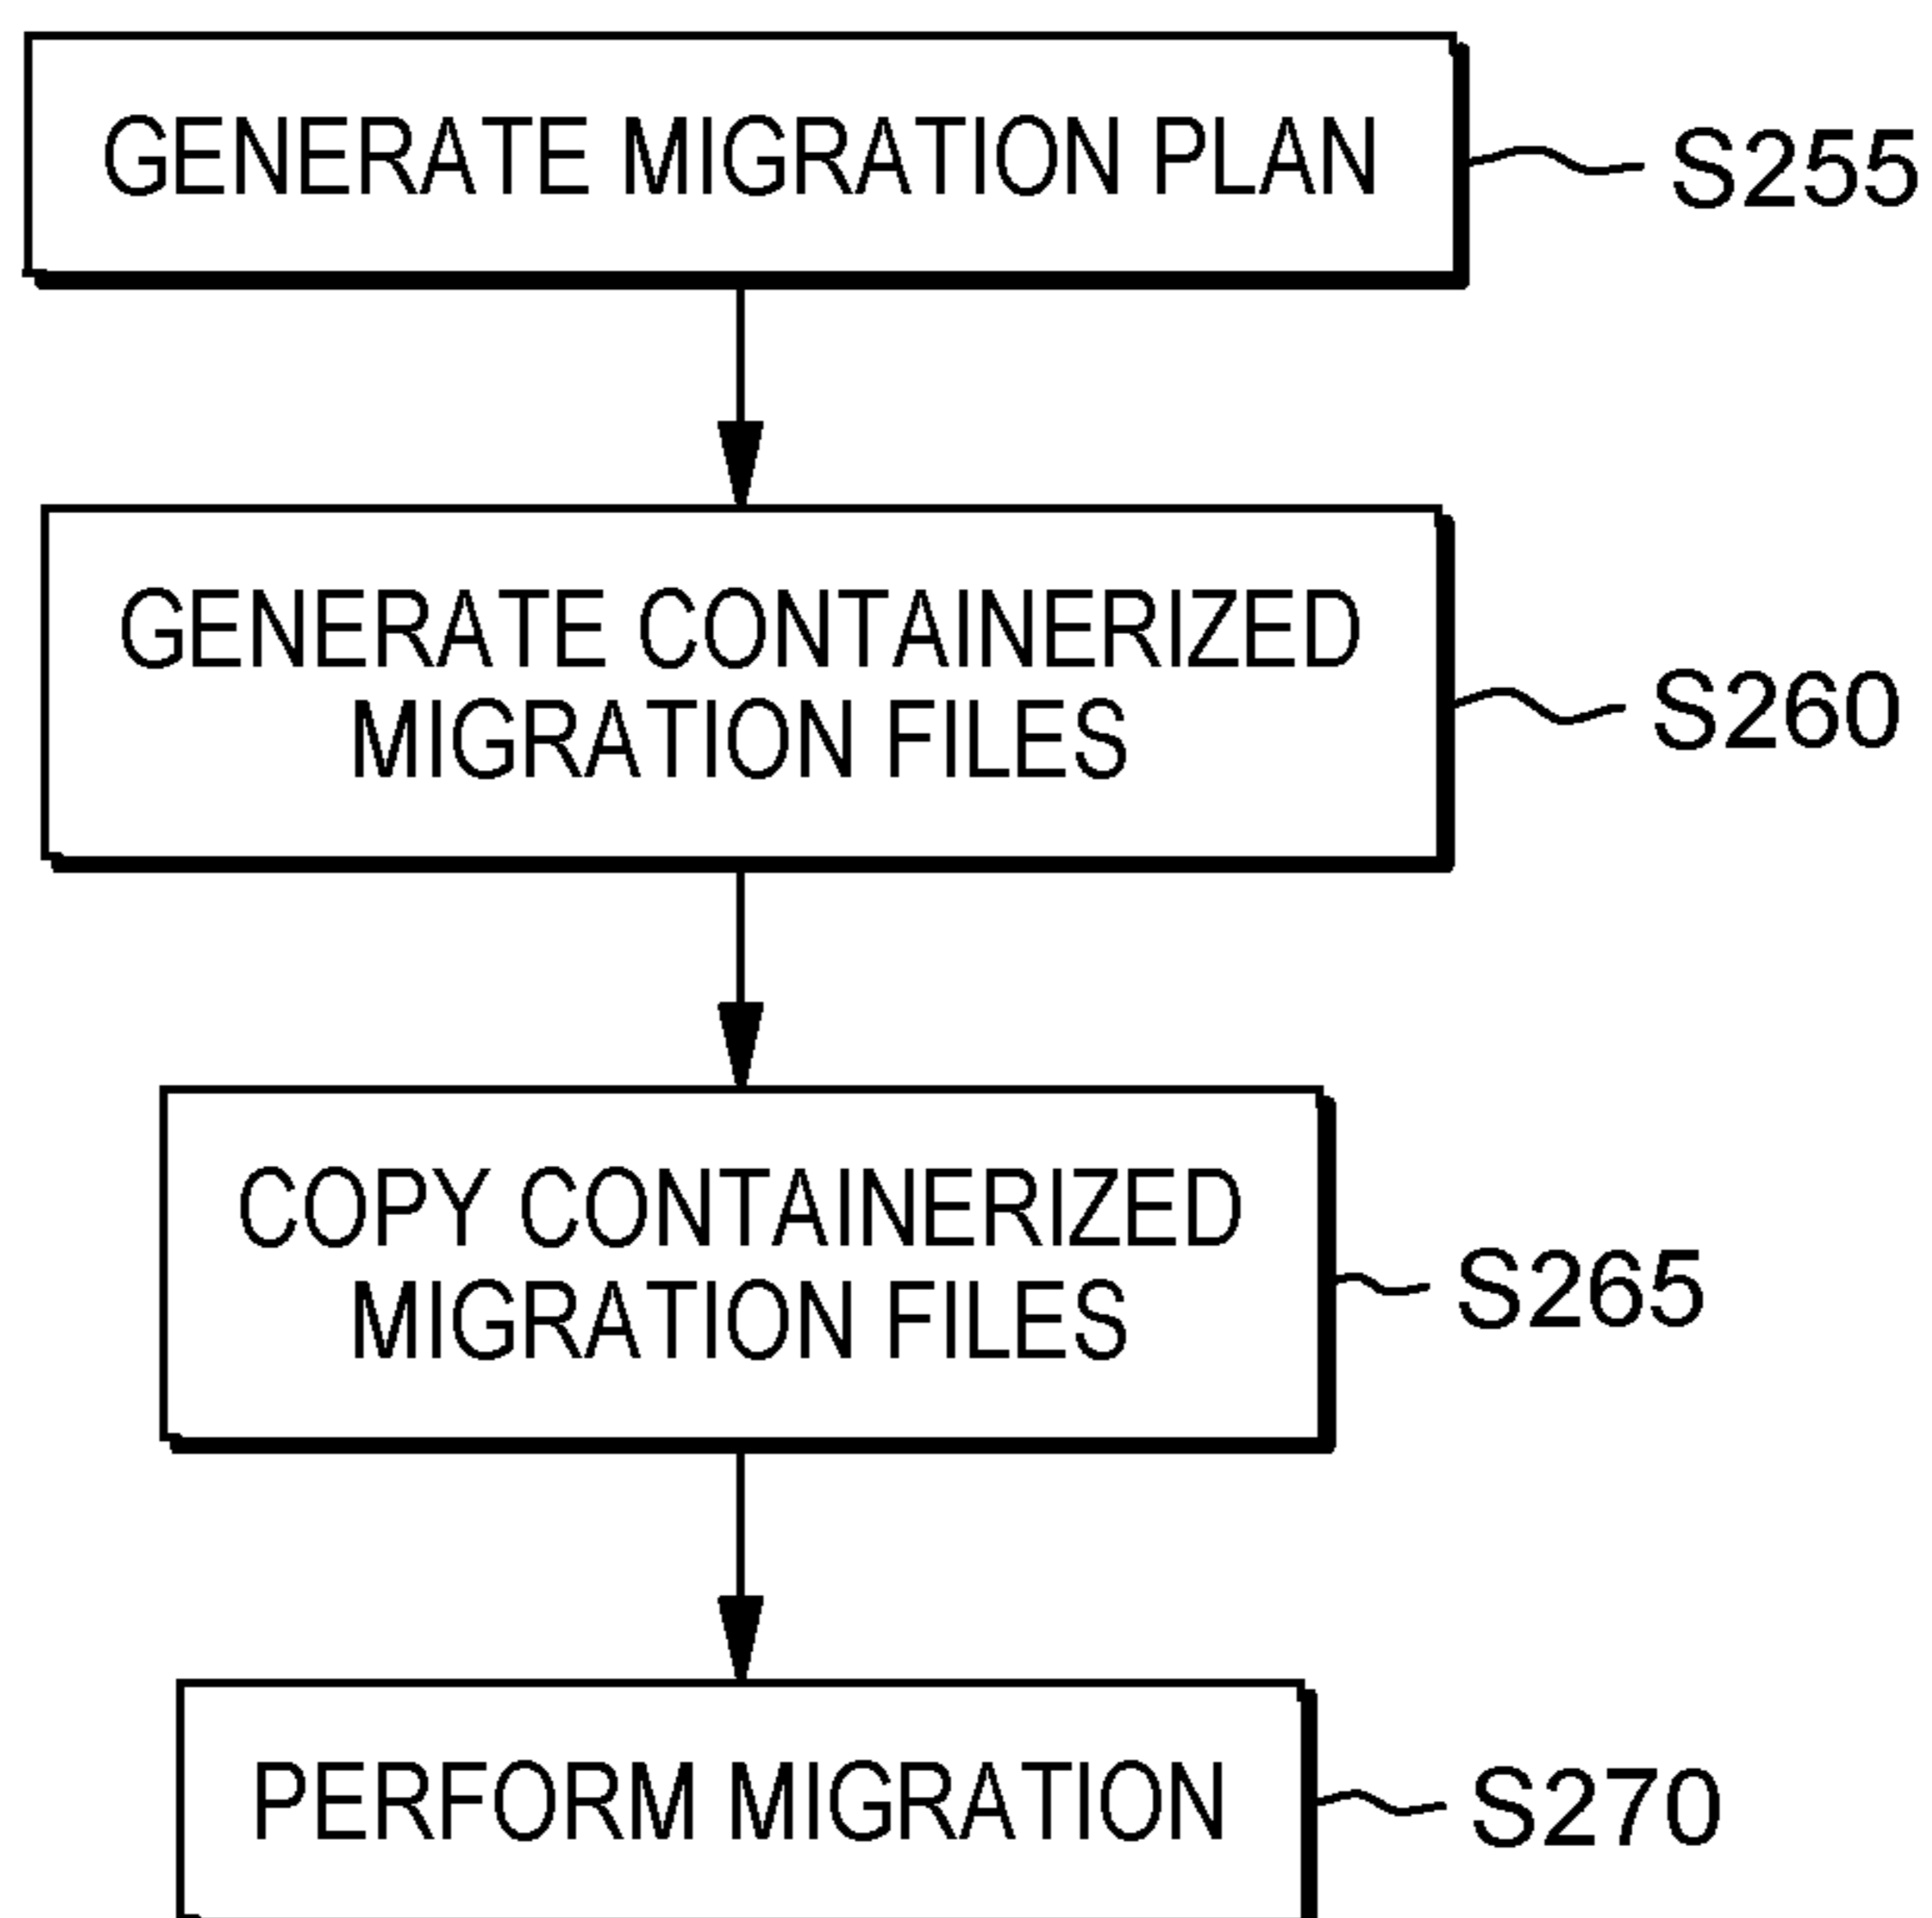 GENERATE MIGRATION PLAN
S255
GENERATE CONTAINERIZED
MIGRATION FILES
S260
COPY CONTAINERIZED
MIGRATION FILES
S265
PERFORM MIGRATION
S270